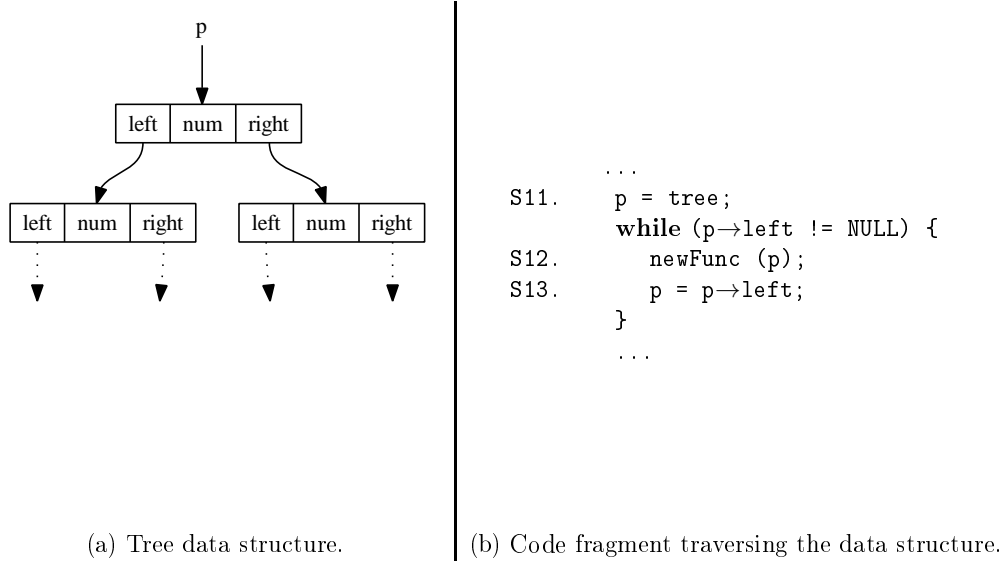 p
left num right
left num right
left num right
(a) Tree data structure.
...
S11. p = tree;
while (p→left != NULL) {
S12. newFunc (p);
S13. p = p→left;
}
...
(b) Code fragment traversing the data structure.